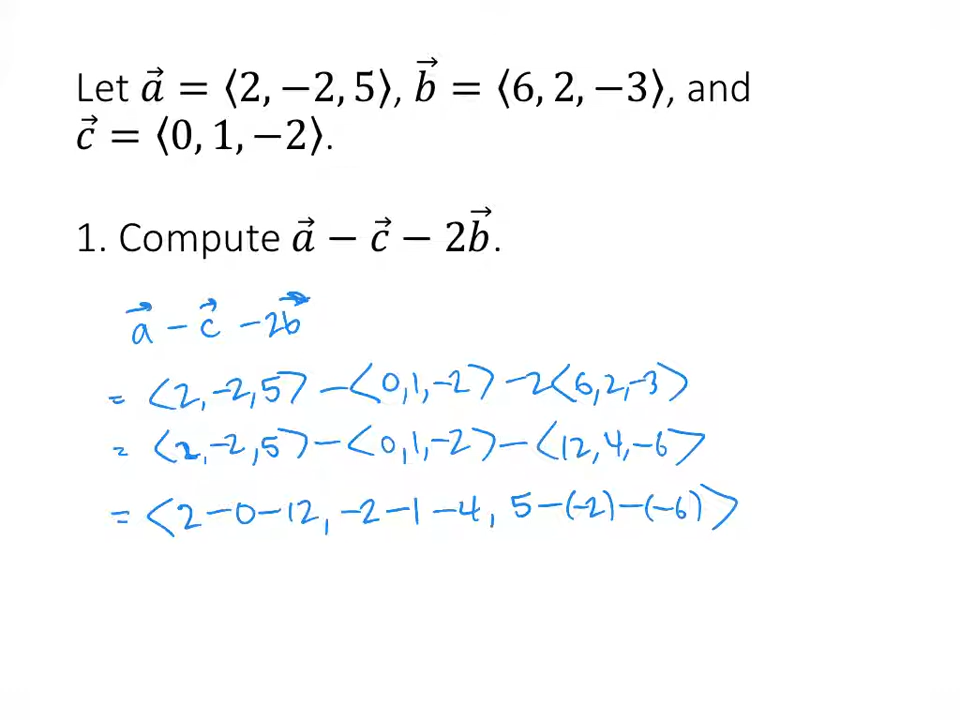 Let a⃗ = ⟨2, −2, 5⟩, b⃗ = ⟨6, 2, −3⟩, and
c⃗ = ⟨0, 1, −2⟩.
1. Compute a⃗ − c⃗ − 2b⃗.
a⃗ − c⃗ − 2b⃗
= <2, −2, 5> − <0, 1, −2> − 2<6, 2, −3>
= <2, −2, 5> − <0, 1, −2> − <12, 4, −6>
= <2 − 0 − 12, −2 − 1 − 4, 5 − (−2) − (−6)>